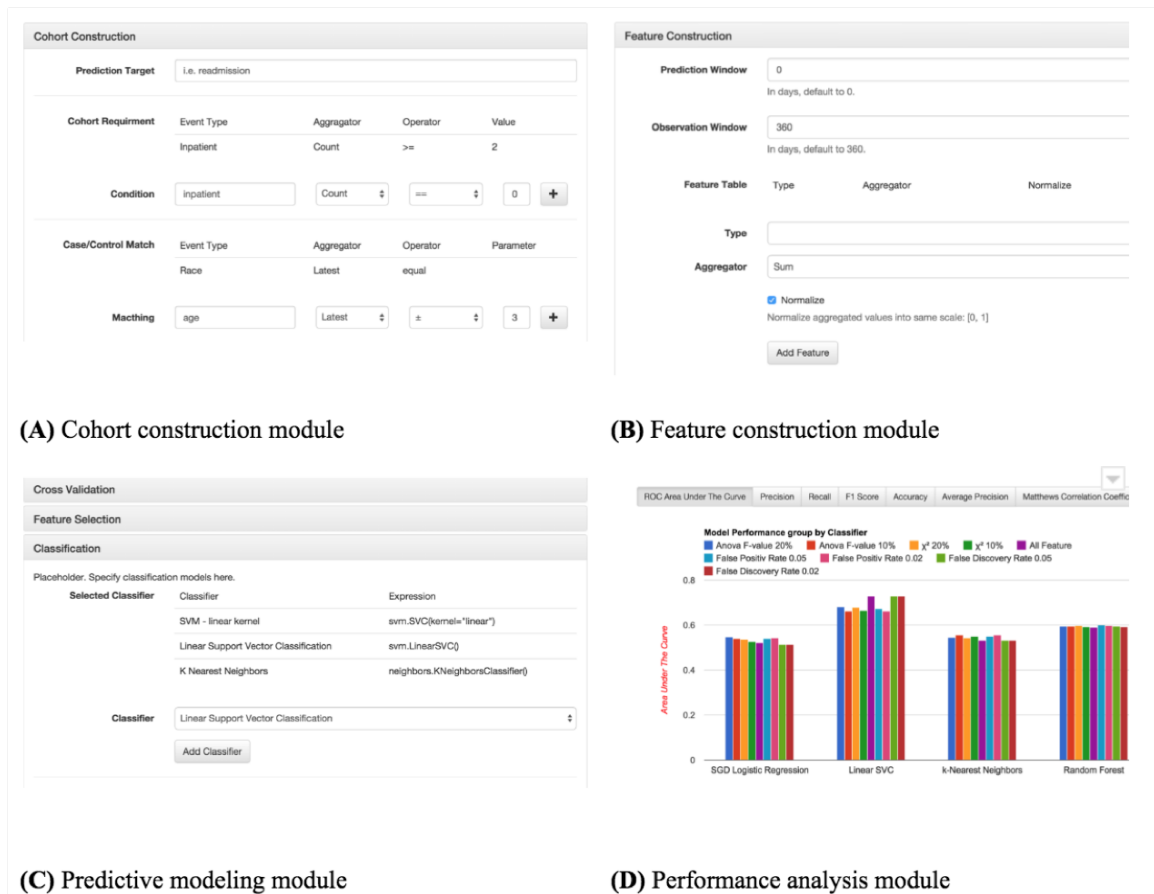 Cohort Construction
Prediction Target i.e. readmission
Cohort Requirment Event Type Aggragator Operator Value
Inpatient Count >= 2
Condition inpatient Count == 0 +
Case/Control Match Event Type Aggregator Operator Parameter
Race Latest equal
Macthing age Latest ± 3 +
(A) Cohort construction module
Feature Construction
Prediction Window 0
In days, default to 0.
Observation Window 360
In days, default to 360.
Feature Table Type Aggregator Normalize
Type
Aggregator Sum
Normalize
Normalize aggregated values into same scale: [0, 1]
Add Feature
(B) Feature construction module
Cross Validation
Feature Selection
Classification
Placeholder. Specify classification models here.
Selected Classifier Classifier Expression
SVM - linear kernel svm.SVC(kernel="linear")
Linear Support Vector Classification svm.LinearSVC()
K Nearest Neighbors neighbors.KNeighborsClassifier()
Classifier Linear Support Vector Classification
Add Classifier
(C) Predictive modeling module
ROC Area Under The Curve Precision Recall F1 Score Accuracy Average Precision Matthews Correlation Coeffic
Model Performance group by Classifier
Anova F-value 20% Anova F-value 10% χ² 20% χ² 10% All Feature
False Positiv Rate 0.05 False Positiv Rate 0.02 False Discovery Rate 0.05
False Discovery Rate 0.02
0.8
0.6
0.4
0.2
0
Area Under The Curve
SGD Logistic Regression Linear SVC k-Nearest Neighbors Random Forest
(D) Performance analysis module